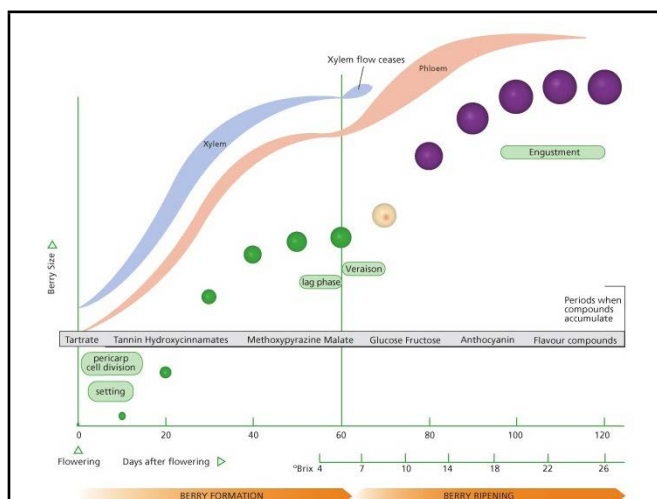 Xylem flow ceases
Phloem
Xylem
Engustment
Berry Size
Veraison
lag phase
Periods when
compounds
accumulate
Tartrate Tannin Hydroxycinnamates Methoxypyrazine Malate Glucose Fructose Anthocyanin Flavour compounds
pericarp
cell division
setting
0 20 40 60 80 100 120
Flowering Days after flowering
°Brix 4 7 10 14 18 22 26
BERRY FORMATION BERRY RIPENING